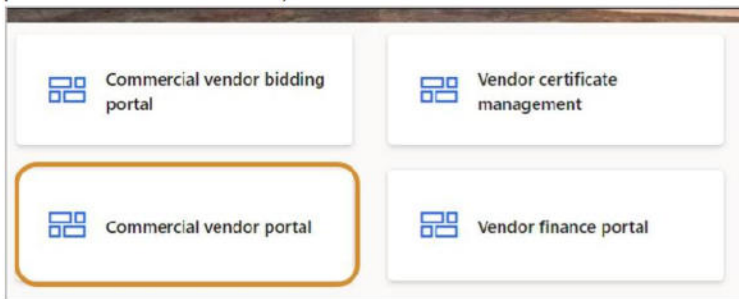 Commercial vendor bidding
portal
Vendor certificate
management
Commercial vendor portal
Vendor finance portal